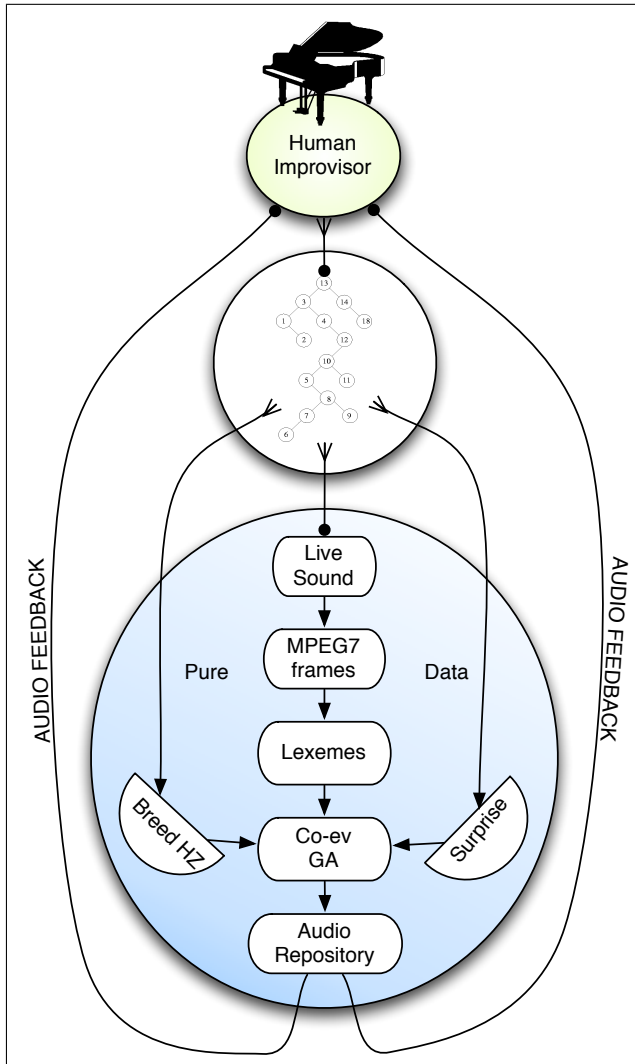 Human
Improvisor
13
3
14
1
4
18
2
12
10
5
11
8
7
9
6
Live
Sound
MPEG7
frames
Pure
Data
Lexemes
Breed HZ
Co-ev
GA
Surprise
Audio
Repository
AUDIO FEEDBACK
AUDIO FEEDBACK